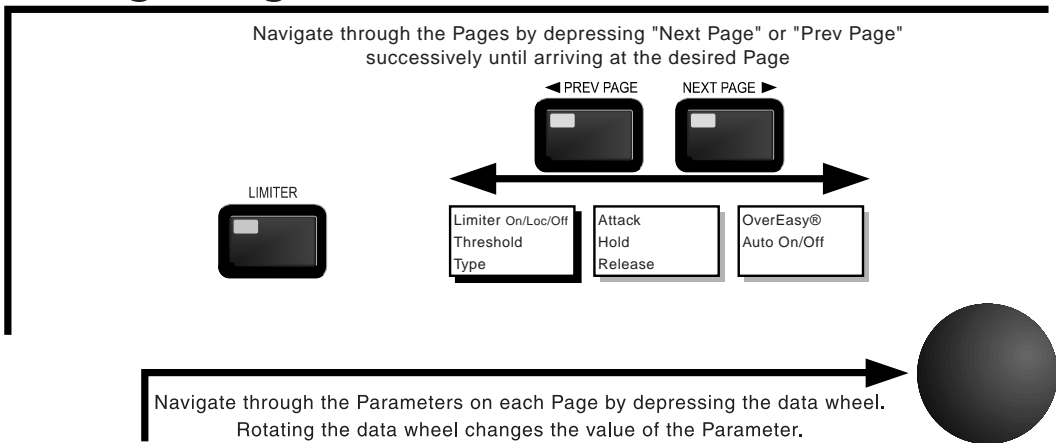 Navigate through the Pages by depressing "Next Page" or "Prev Page"
successively until arriving at the desired Page
◄ PREV PAGE NEXT PAGE ►
LIMITER
Limiter On/Loc/Off
Threshold
Type
Attack
Hold
Release
OverEasy®
Auto On/Off
Navigate through the Parameters on each Page by depressing the data wheel.
Rotating the data wheel changes the value of the Parameter.